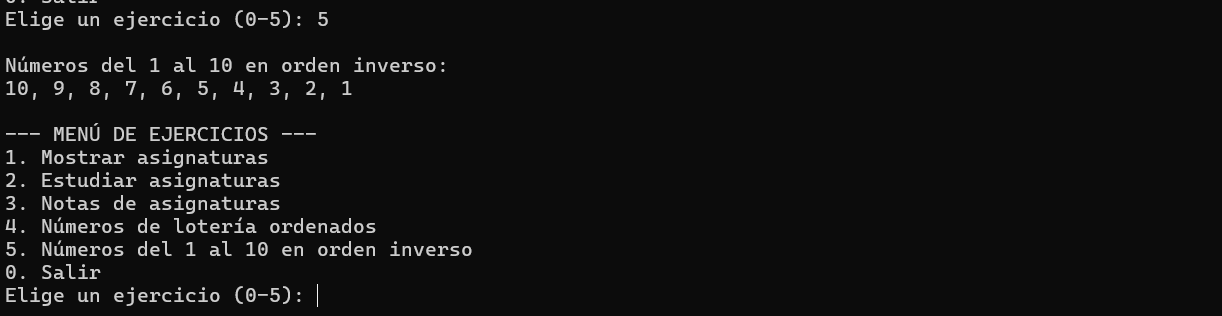 0. Salir
Elige un ejercicio (0-5): 5
Números del 1 al 10 en orden inverso:
10, 9, 8, 7, 6, 5, 4, 3, 2, 1
--- MENÚ DE EJERCICIOS ---
1. Mostrar asignaturas
2. Estudiar asignaturas
3. Notas de asignaturas
4. Números de lotería ordenados
5. Números del 1 al 10 en orden inverso
0. Salir
Elige un ejercicio (0-5):